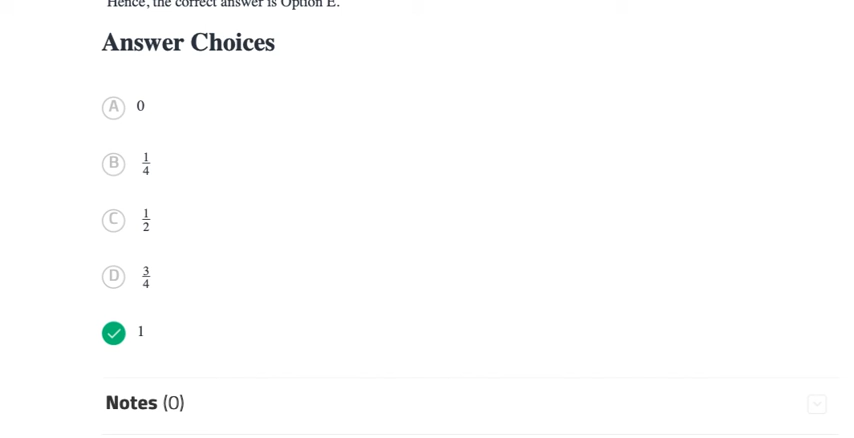 Hence, the correct answer is Option E.
Answer Choices
A 0
B 1/4
C 1/2
D 3/4
1
Notes (0)